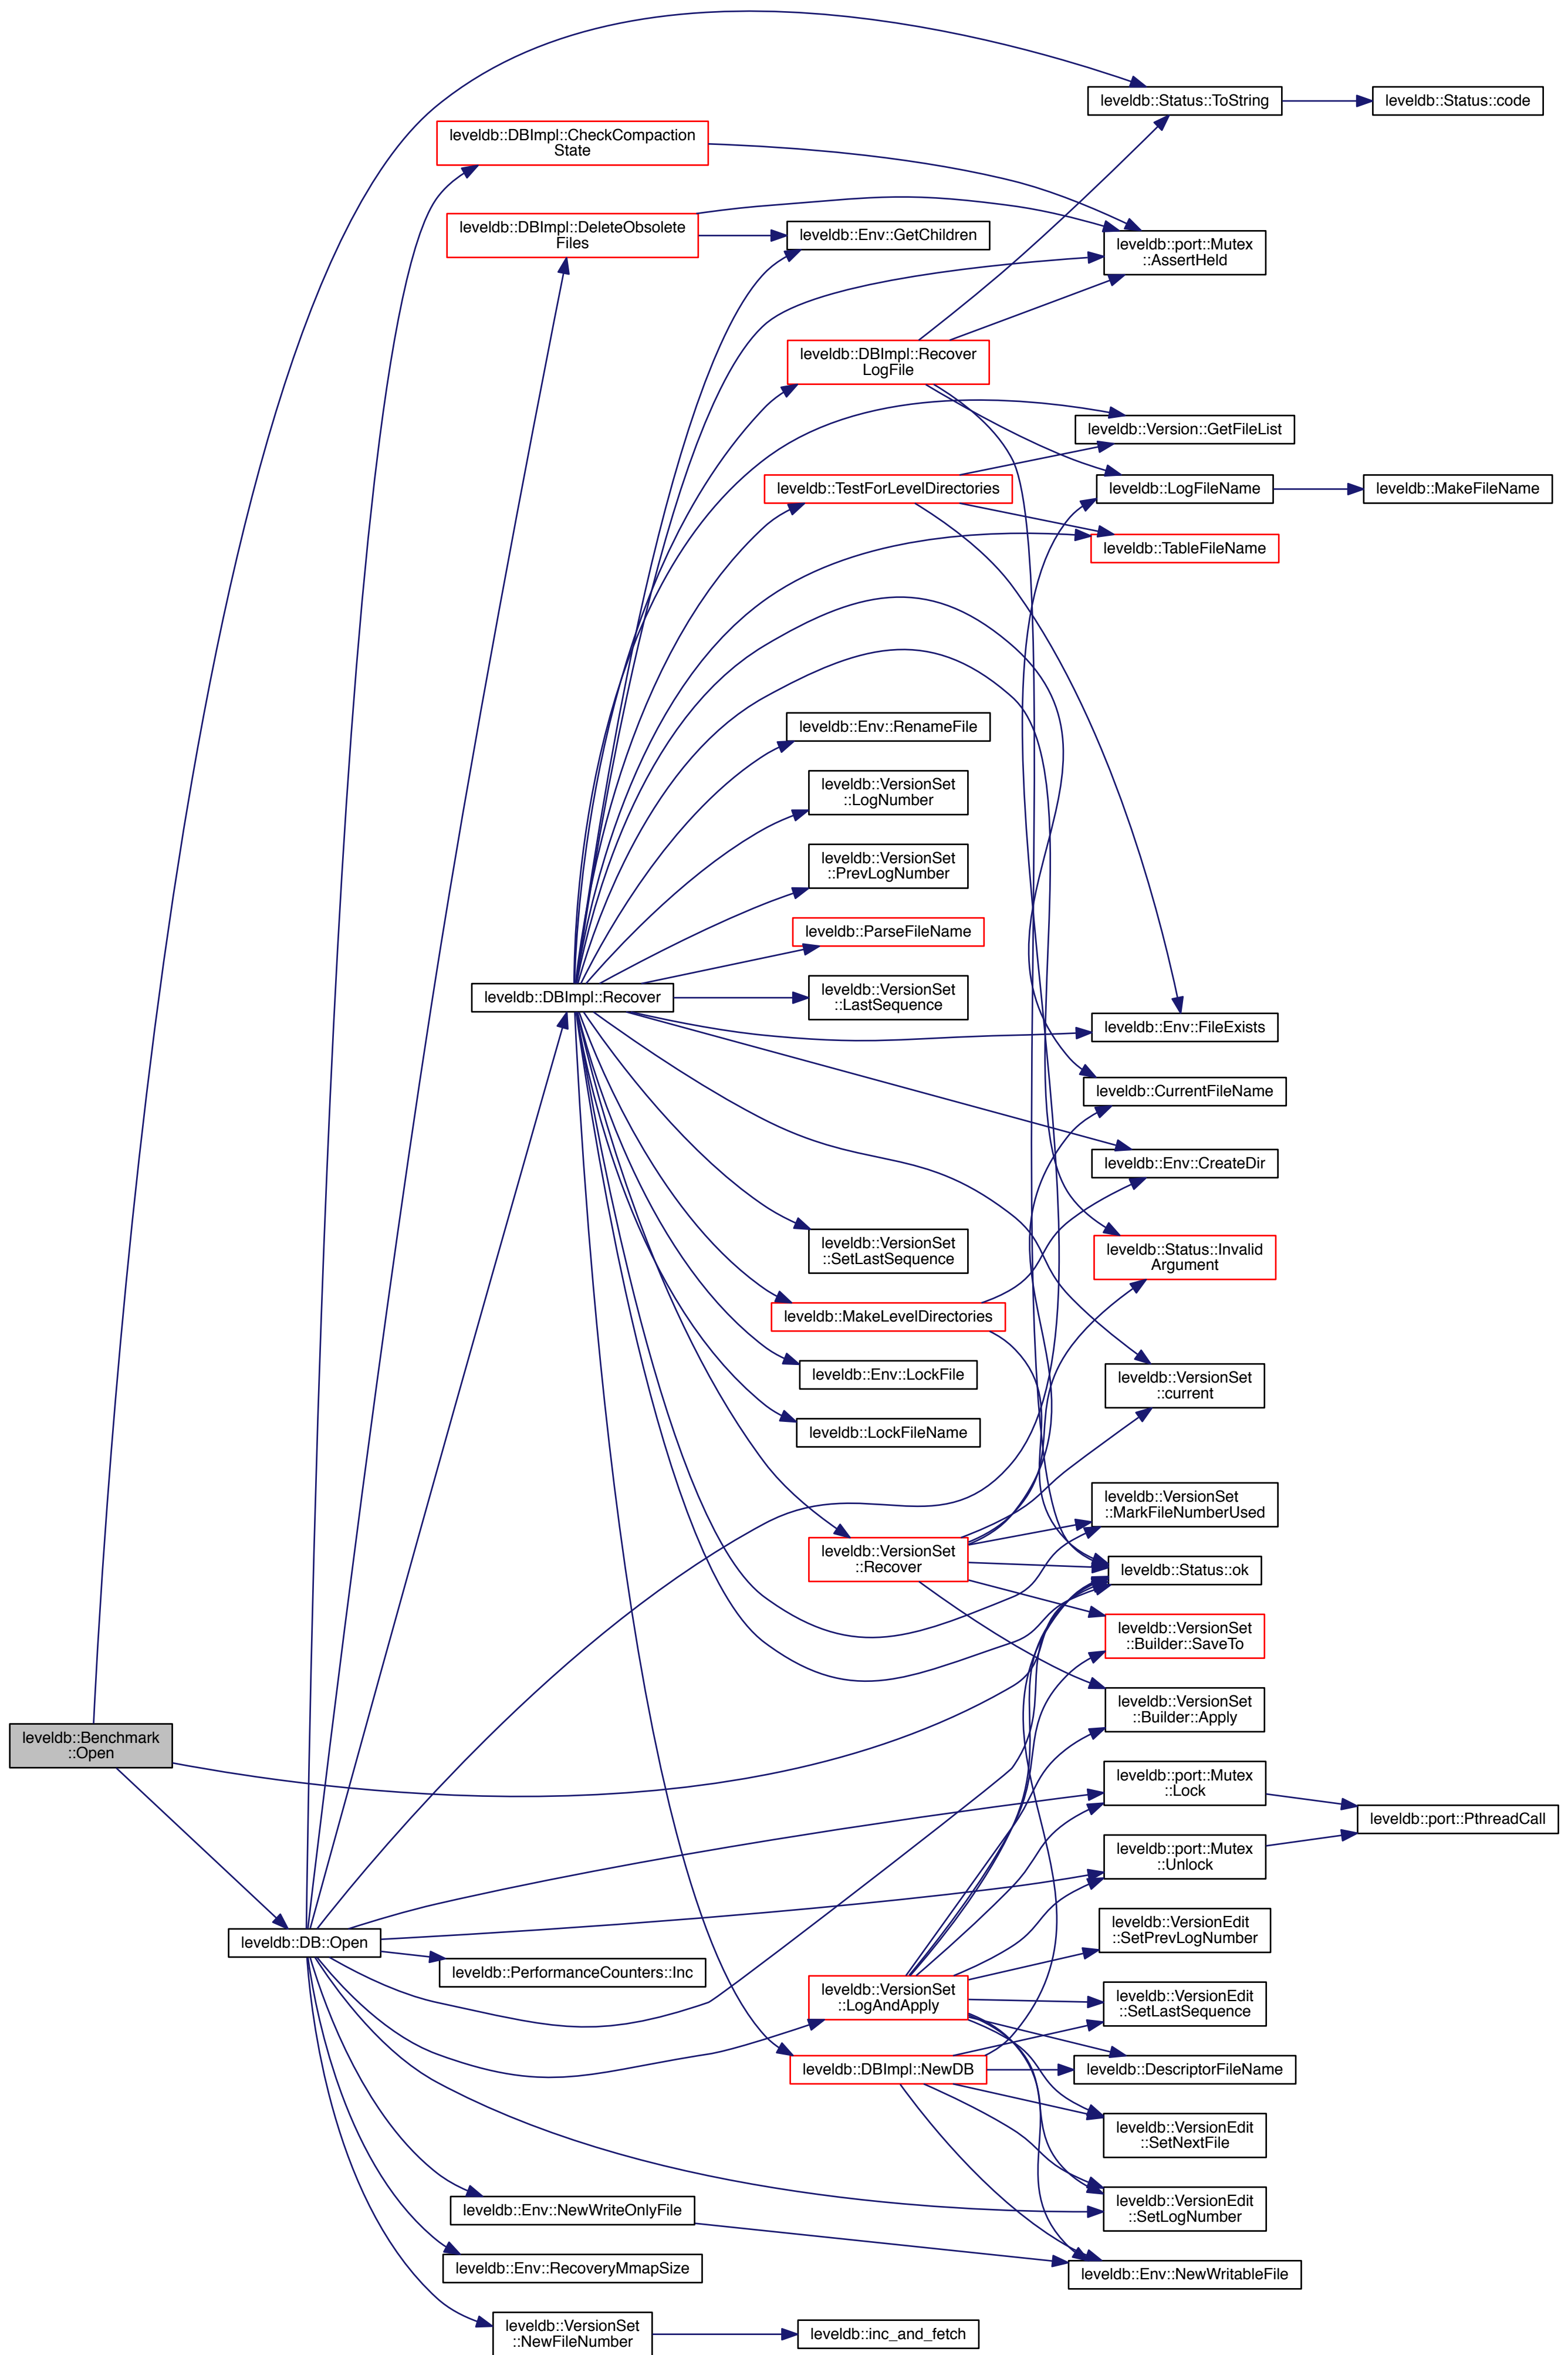 leveldb::Status::ToString
leveldb::Status::code
leveldb::DBImpl::CheckCompaction
State
leveldb::DBImpl::DeleteObsolete
Files
leveldb::Env::GetChildren
leveldb::port::Mutex
::AssertHeld
leveldb::DBImpl::Recover
LogFile
leveldb::Version::GetFileList
leveldb::TestForLevelDirectories
leveldb::LogFileName
leveldb::MakeFileName
leveldb::TableFileName
leveldb::Env::RenameFile
leveldb::VersionSet
::LogNumber
leveldb::VersionSet
::PrevLogNumber
leveldb::ParseFileName
leveldb::DBImpl::Recover
leveldb::VersionSet
::LastSequence
leveldb::Env::FileExists
leveldb::CurrentFileName
leveldb::Env::CreateDir
leveldb::VersionSet
::SetLastSequence
leveldb::Status::Invalid
Argument
leveldb::MakeLevelDirectories
leveldb::Env::LockFile
leveldb::VersionSet
::current
leveldb::LockFileName
leveldb::VersionSet
::MarkFileNumberUsed
leveldb::VersionSet
::Recover
leveldb::Status::ok
leveldb::VersionSet
::Builder::SaveTo
leveldb::VersionSet
::Builder::Apply
leveldb::Benchmark
::Open
leveldb::port::Mutex
::Lock
leveldb::port::PthreadCall
leveldb::port::Mutex
::Unlock
leveldb::DB::Open
leveldb::VersionEdit
::SetPrevLogNumber
leveldb::PerformanceCounters::Inc
leveldb::VersionSet
::LogAndApply
leveldb::VersionEdit
::SetLastSequence
leveldb::DBImpl::NewDB
leveldb::DescriptorFileName
leveldb::VersionEdit
::SetNextFile
leveldb::Env::NewWriteOnlyFile
leveldb::VersionEdit
::SetLogNumber
leveldb::Env::RecoveryMmapSize
leveldb::Env::NewWritableFile
leveldb::VersionSet
::NewFileNumber
leveldb::inc_and_fetch